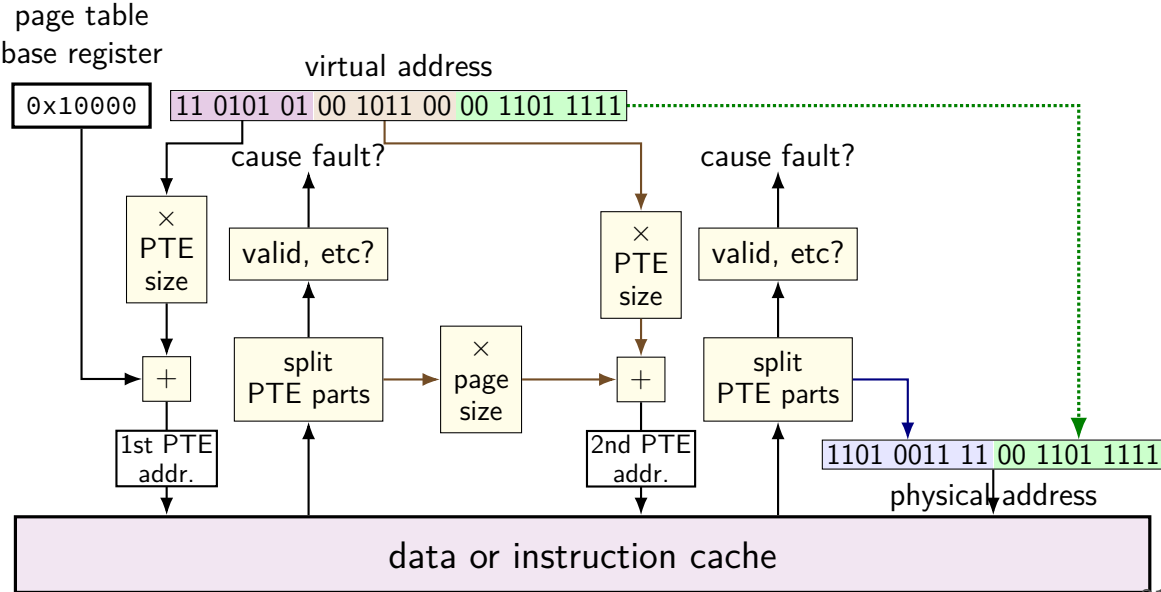 page table
base register
virtual address
0x10000
11 0101 01 00 1011 00 00 1101 1111
cause fault?
cause fault?
×
PTE
size
valid, etc?
×
PTE
size
valid, etc?
+
split
PTE parts
×
page
size
+
split
PTE parts
1st PTE
addr.
2nd PTE
addr.
1101 0011 11 00 1101 1111
physical address
data or instruction cache